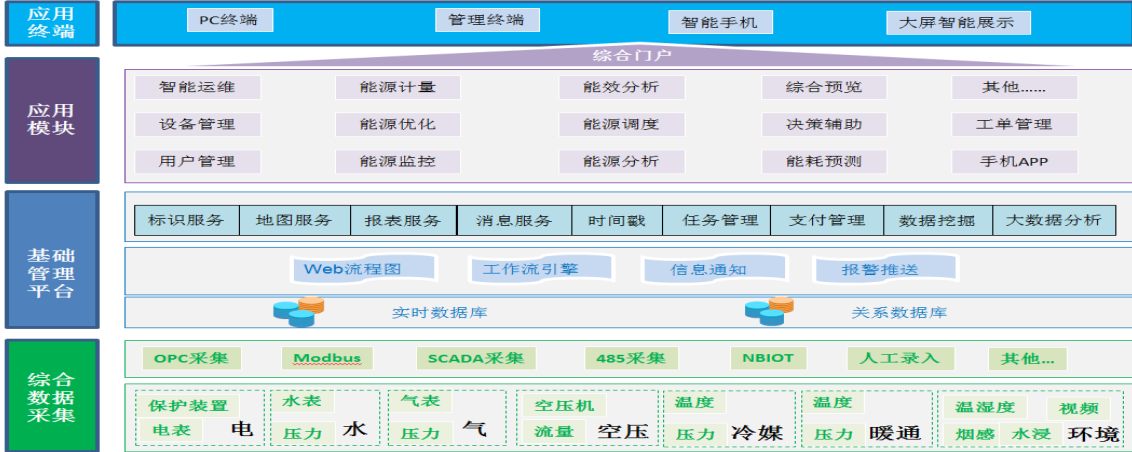 应用
终端
PC终端 管理终端 智能手机 大屏智能展示
综合门户
应用
模块
智能运维 能源计量 能效分析 综合预览 其他……
设备管理 能源优化 能源调度 决策辅助 工单管理
用户管理 能源监控 能源分析 能耗预测 手机APP
基础
管理
平台
标识服务 地图服务 报表服务 消息服务 时间戳 任务管理 支付管理 数据挖掘 大数据分析
Web流程图 工作流引擎 信息通知 报警推送
实时数据库 关系数据库
综合
数据
采集
OPC采集 Modbus SCADA采集 485采集 NBIOT 人工录入 其他...
保护装置 水表 气表 空压机 温度 温度 温湿度 视频
电表 电 压力 水 压力 气 流量 空压 压力 冷媒 压力 暖通 烟感 水浸 环境